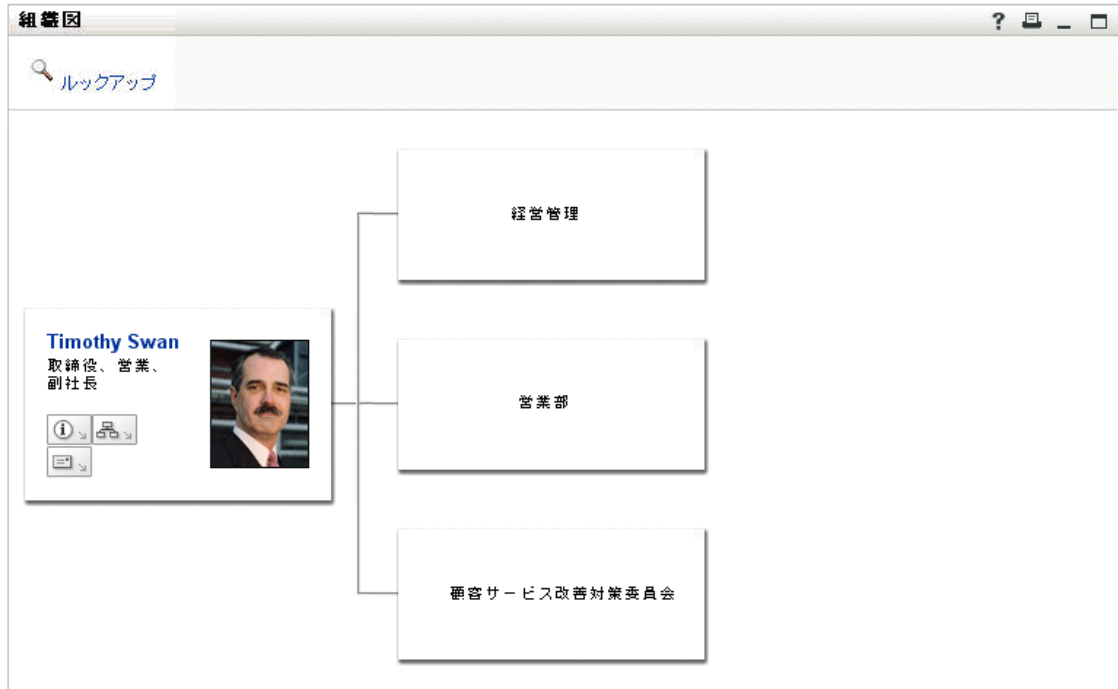 組織図
?
ルックアップ
経営管理
Timothy Swan
取締役、営業、
副社長
営業部
顧客サービス改善対策委員会